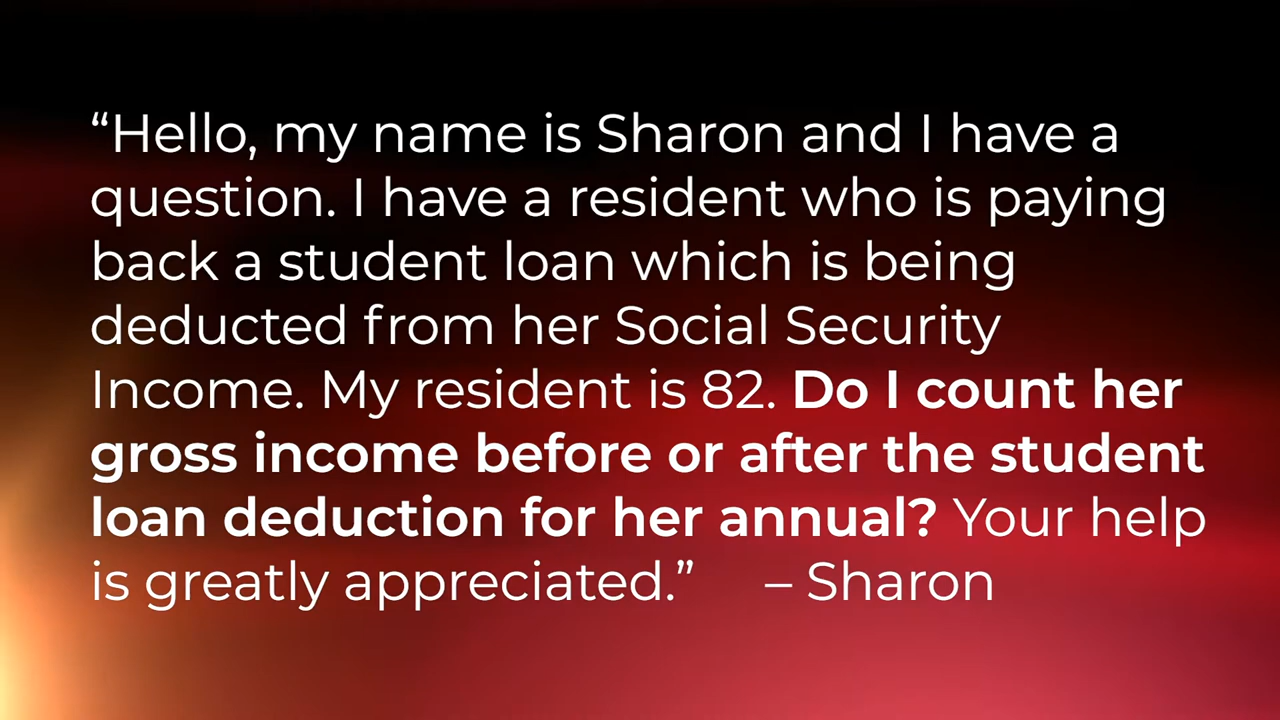 “Hello, my name is Sharon and I have a
question. I have a resident who is paying
back a student loan which is being
deducted from her Social Security
Income. My resident is 82. Do I count her
gross income before or after the student
loan deduction for her annual? Your help
is greatly appreciated.” – Sharon